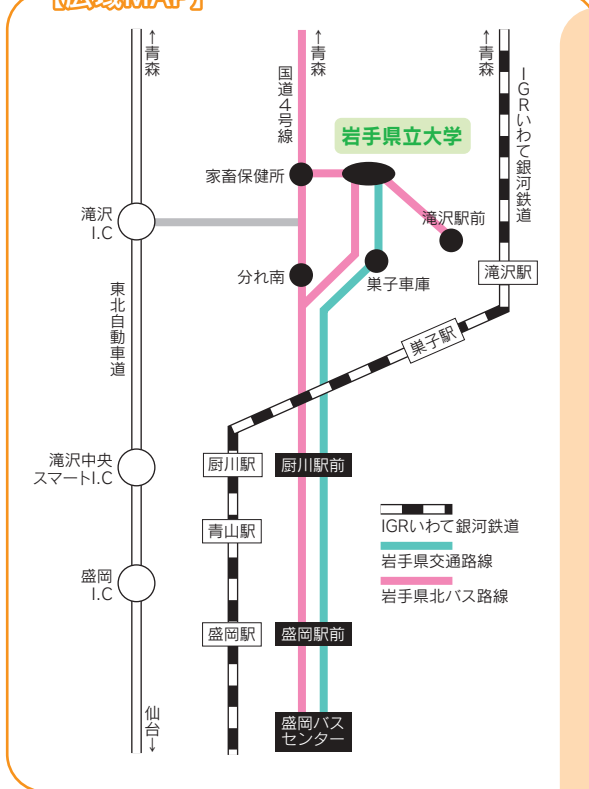 【広域MAP】
↑青森
国道4号線
↑青森
↑青森
IGRいわて銀河鉄道
岩手県立大学
家畜保健所
滝沢
I.C
滝沢駅前
分れ南
巣子車庫
滝沢駅
東北自動車道
巣子駅
滝沢中央
スマートI.C
厨川駅
厨川駅前
青山駅
IGRいわて銀河鉄道
岩手県交通路線
岩手県北バス路線
盛岡
I.C
盛岡駅
盛岡駅前
仙台↓
盛岡バス
センター